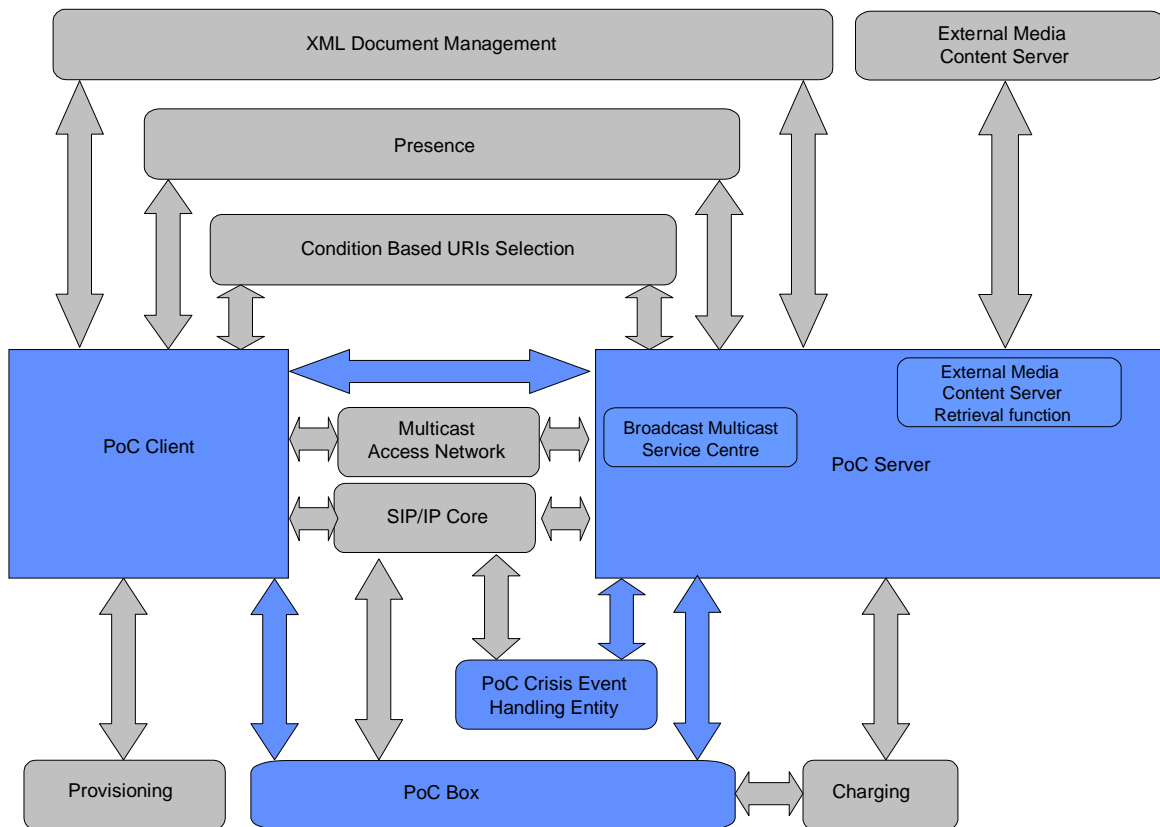 XML Document Management
External Media
Content Server
Presence
Condition Based URIs Selection
PoC Client
Multicast
Access Network
SIP/IP Core
Broadcast Multicast
Service Centre
External Media
Content Server
Retrieval function
PoC Server
PoC Crisis Event
Handling Entity
Provisioning
PoC Box
Charging